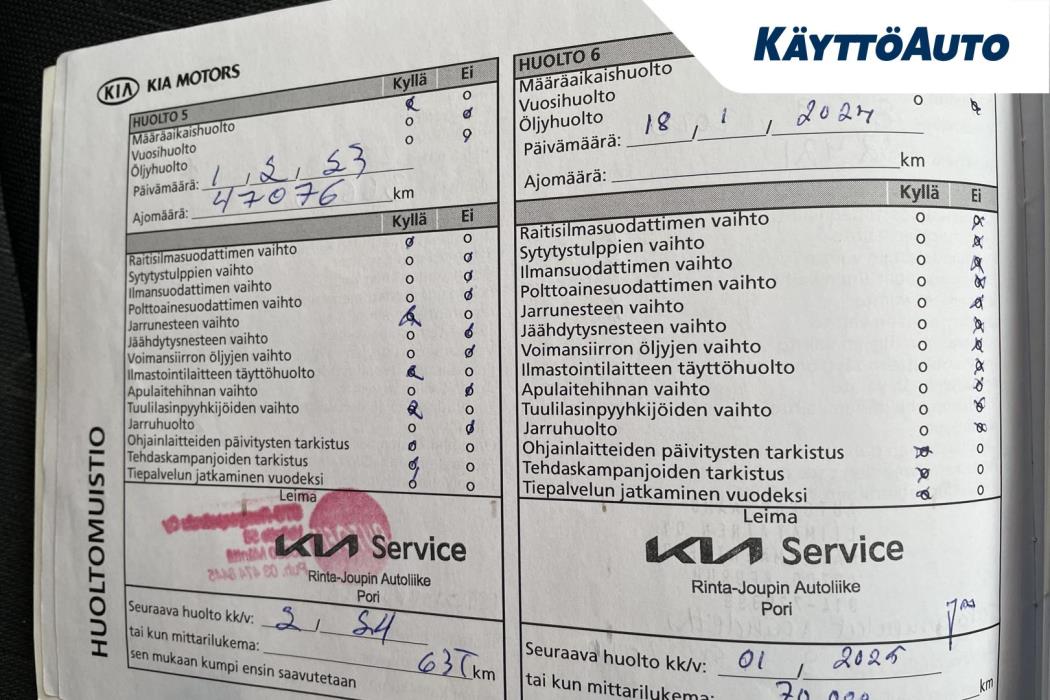 KÄYTTÖAUTO
KIA KIA MOTORS
HUOLTO 5 Kyllä Ei
Määräaikaishuolto
Vuosihuolto
Öljyhuolto
Päivämäärä: 1, 2, 23
Ajomäärä: 47076 km
Kyllä Ei
Raitisilmasuodattimen vaihto
Sytytystulppien vaihto
Ilmansuodattimen vaihto
Polttoainesuodattimen vaihto
Jarrunesteen vaihto
Jäähdytysnesteen vaihto
Voimansiirron öljyjen vaihto
Ilmastointilaitteen täyttöhuolto
Apulaitehihnan vaihto
Tuulilasinpyyhkijöiden vaihto
Jarruhuolto
Ohjainlaitteiden päivitysten tarkistus
Tehdaskampanjoiden tarkistus
Tiepalvelun jatkaminen vuodeksi
Leima
KIA Service
Rinta-Joupin Autoliike
Pori
Seuraava huolto kk/v: 2, 24
tai kun mittarilukema: 63T km
sen mukaan kumpi ensin saavutetaan
HUOLTOMUISTIO
HUOLTO 6
Määräaikaishuolto
Vuosihuolto
Öljyhuolto
Päivämäärä: 18, 1, 2024
Ajomäärä: km
Kyllä Ei
Raitisilmasuodattimen vaihto
Sytytystulppien vaihto
Ilmansuodattimen vaihto
Polttoainesuodattimen vaihto
Jarrunesteen vaihto
Jäähdytysnesteen vaihto
Voimansiirron öljyjen vaihto
Ilmastointilaitteen täyttöhuolto
Apulaitehihnan vaihto
Tuulilasinpyyhkijöiden vaihto
Jarruhuolto
Ohjainlaitteiden päivitysten tarkistus
Tehdaskampanjoiden tarkistus
Tiepalvelun jatkaminen vuodeksi
Leima
KIA Service
Rinta-Joupin Autoliike
Pori
Seuraava huolto kk/v: 01, 2025
tai kun mittarilukema: 70 000 km